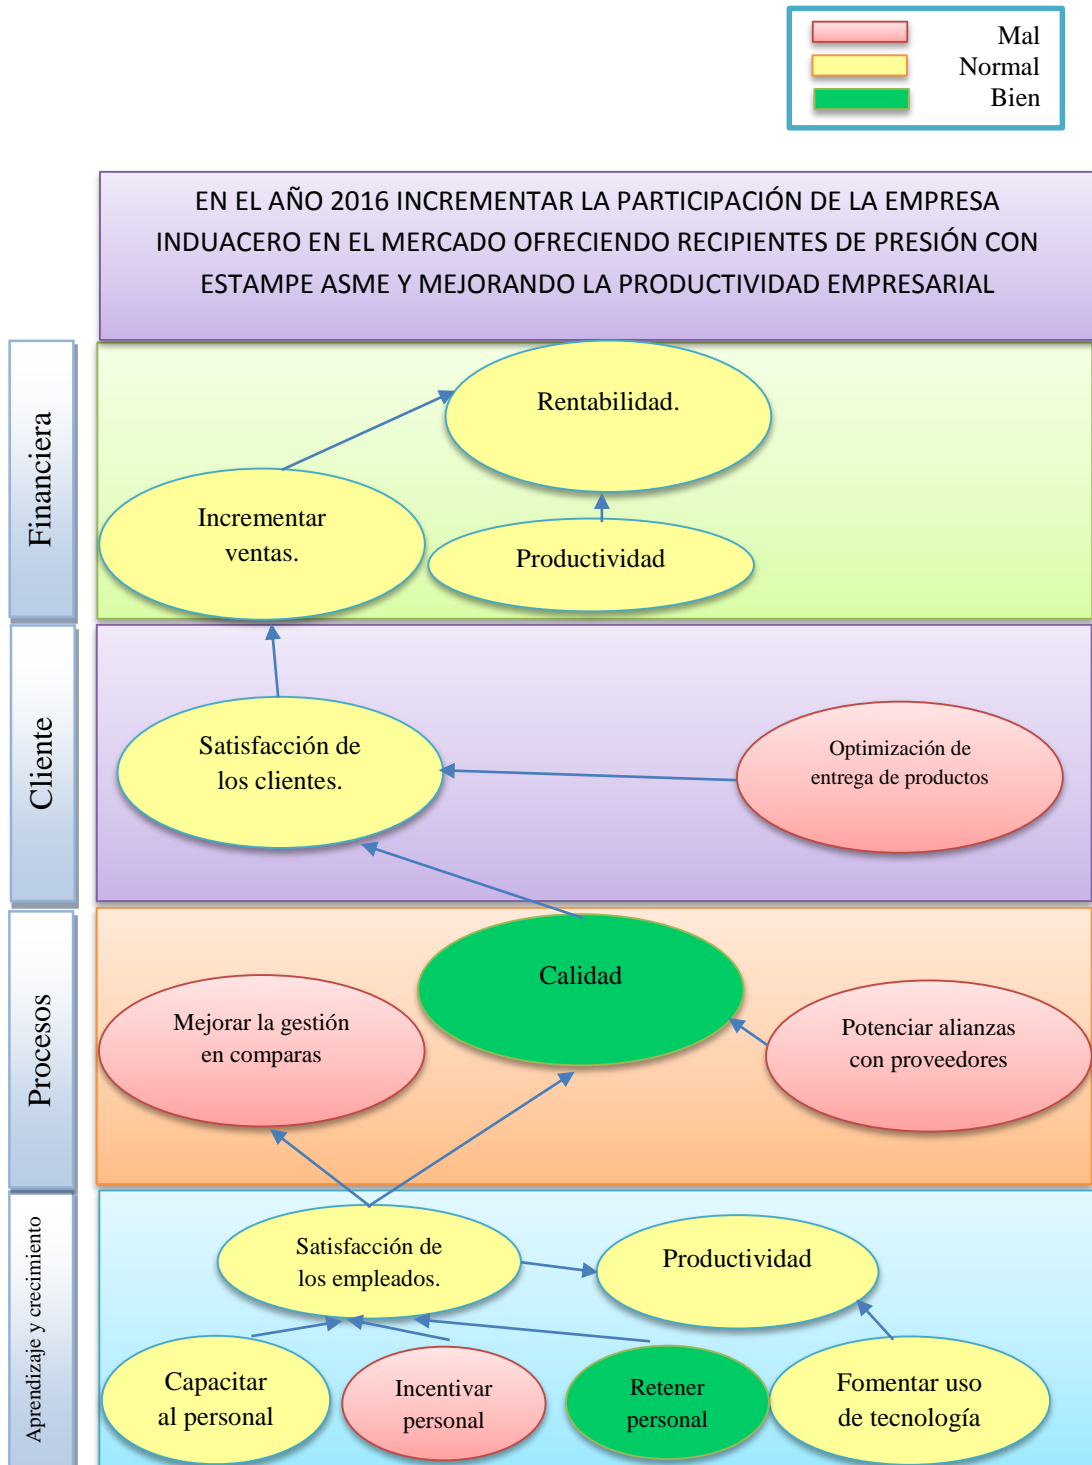 Mal
Normal
Bien
EN EL AÑO 2016 INCREMENTAR LA PARTICIPACIÓN DE LA EMPRESA
INDUACERO EN EL MERCADO OFRECIENDO RECIPIENTES DE PRESIÓN CON
ESTAMPE ASME Y MEJORANDO LA PRODUCTIVIDAD EMPRESARIAL
Financiera
Rentabilidad.
Incrementar
ventas.
Productividad
Cliente
Satisfacción de
los clientes.
Optimización de
entrega de productos
Procesos
Calidad
Mejorar la gestión
en comparas
Potenciar alianzas
con proveedores
Aprendizaje y crecimiento
Satisfacción de
los empleados.
Productividad
Capacitar
al personal
Incentivar
personal
Retener
personal
Fomentar uso
de tecnología